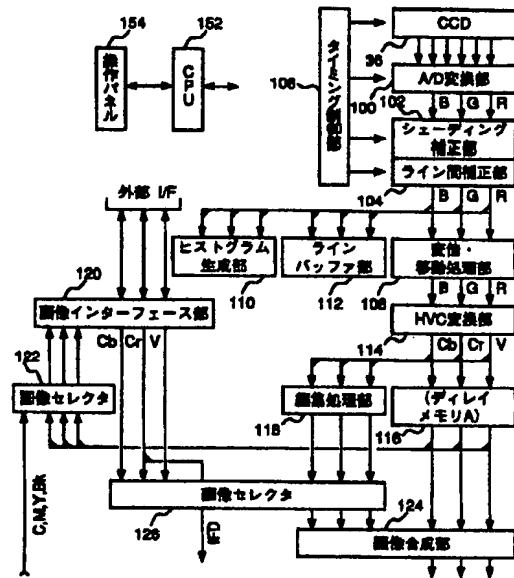 154
152
操作パネル
CPU
106
タイミング制御部
CCD
36
A/D変換部
100
102
B G R
シェーディング
補正部
ライン間補正部
104
B G R
外部 I/F
ヒストグラム
生成部
110
ライン
バッファ部
112
変倍・
移動処理部
108
B G R
120
画像インターフェース部
Cb Cr V
HVC変換部
114
Cb Cr V
122
画像セレクタ
編集処理部
118
(ディレイ
メモリA)
116
C,M,Y,Bk
画像セレクタ
126
IFD
124
画像合成部